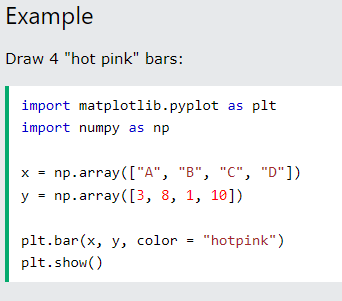 Example
Draw 4 "hot pink" bars:
import matplotlib.pyplot as plt
import numpy as np
x = np.array(["A", "B", "C", "D"])
y = np.array([3, 8, 1, 10])
plt.bar(x, y, color = "hotpink")
plt.show()